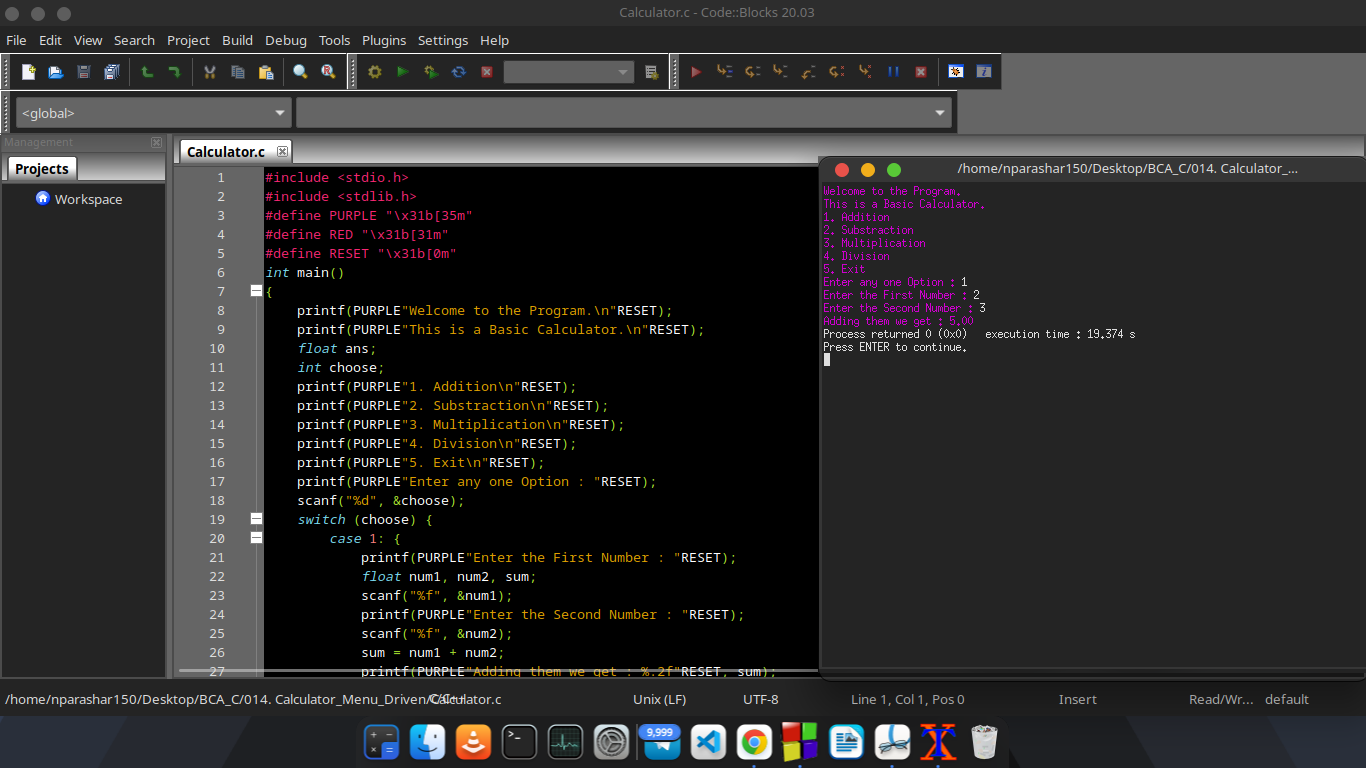 Calculator.c - Code::Blocks 20.03
File Edit View Search Project Build Debug Tools Plugins Settings Help
<global>
Management
Projects
Workspace
Calculator.c
1 #include <stdio.h>
2 #include <stdlib.h>
3 #define PURPLE "\x31b[35m"
4 #define RED "\x31b[31m"
5 #define RESET "\x31b[0m"
6 int main()
7 {
8 printf(PURPLE"Welcome to the Program.\n"RESET);
9 printf(PURPLE"This is a Basic Calculator.\n"RESET);
10 float ans;
11 int choose;
12 printf(PURPLE"1. Addition\n"RESET);
13 printf(PURPLE"2. Substraction\n"RESET);
14 printf(PURPLE"3. Multiplication\n"RESET);
15 printf(PURPLE"4. Division\n"RESET);
16 printf(PURPLE"5. Exit\n"RESET);
17 printf(PURPLE"Enter any one Option : "RESET);
18 scanf("%d", &choose);
19 switch (choose) {
20 case 1: {
21 printf(PURPLE"Enter the First Number : "RESET);
22 float num1, num2, sum;
23 scanf("%f", &num1);
24 printf(PURPLE"Enter the Second Number : "RESET);
25 scanf("%f", &num2);
26 sum = num1 + num2;
27 printf(PURPLE"Adding them we get : %.2f"RESET, sum);
/home/nparashar150/Desktop/BCA_C/014. Calculator_...
Welcome to the Program.
This is a Basic Calculator.
1. Addition
2. Substraction
3. Multiplication
4. Division
5. Exit
Enter any one Option : 1
Enter the First Number : 2
Enter the Second Number : 3
Adding them we get : 5.00
Process returned 0 (0x0) execution time : 19.374 s
Press ENTER to continue.
/home/nparashar150/Desktop/BCA_C/014. Calculator_Menu_Driven/Calculator.c
C/C++
Unix (LF)
UTF-8
Line 1, Col 1, Pos 0
Insert
Read/Wr...
default
9,999